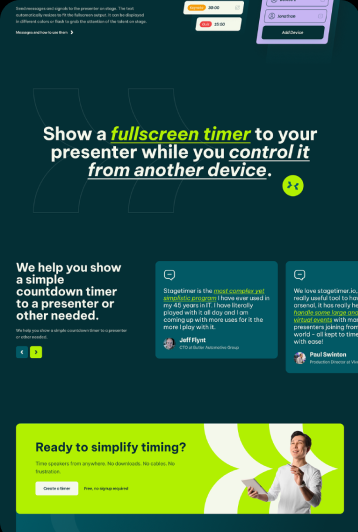 Send messages and signals to the presenter on stage. The text
automatically resizes to fit the fullscreen output. It can be displayed
in different colors or flash to grab the attention of the talent on stage.
Messages and how to use them
30:00
15:00
Jonathan
Add Device
Show a fullscreen timer to your
presenter while you control it
from another device.
We help you show
a simple
countdown timer
to a presenter or
other needed.
We help you show a simple countdown timer to a presenter
or other needed.
Stagetimer is the most complex yet
simplistic program I have ever used in
my 45 years in IT. I have literally
played with it all day and I am
coming up with more uses for it the
more I play with it.
Jeff Flynt
CTO at Butler Automotive Group
We love stagetimer.io,
really useful tool to ha
arsenal, it has really he
handle some large and
virtual events with ma
presenters joining from
world - all kept to time
with ease!
Paul Swinton
Production Director at Viv
Ready to simplify timing?
Time speakers from anywhere. No downloads. No cables. No
frustration.
Create a timer
Free, no signup required